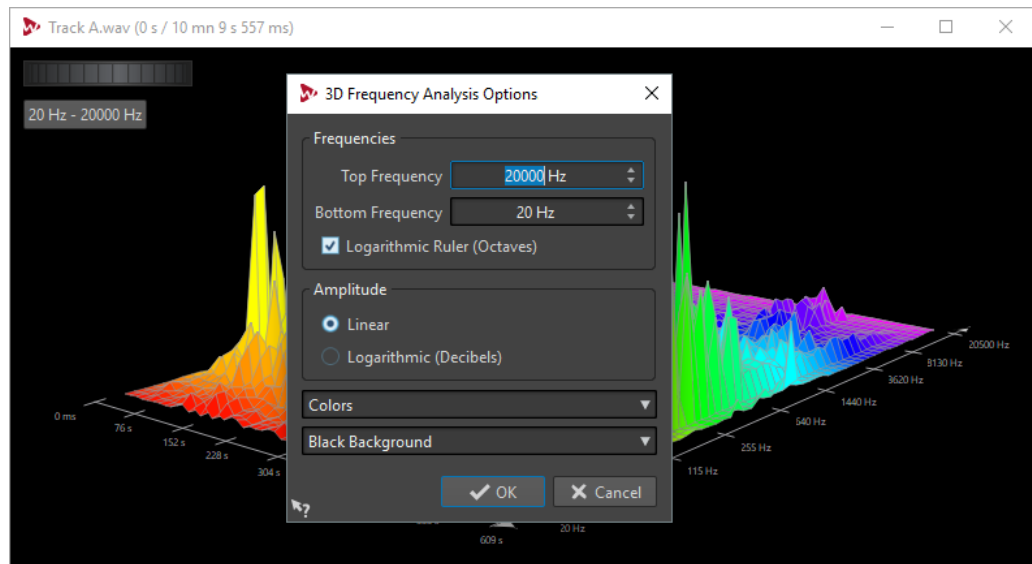 Track A.wav (0 s / 10 mn 9 s 557 ms)
20 Hz - 20000 Hz
3D Frequency Analysis Options
Frequencies
Top Frequency 20000 Hz
Bottom Frequency 20 Hz
Logarithmic Ruler (Octaves)
Amplitude
Linear
Logarithmic (Decibels)
Colors
Black Background
OK Cancel
0 ms
76 s
152 s
228 s
304 s
609 s
20 Hz
115 Hz
255 Hz
540 Hz
1440 Hz
3620 Hz
20500 Hz